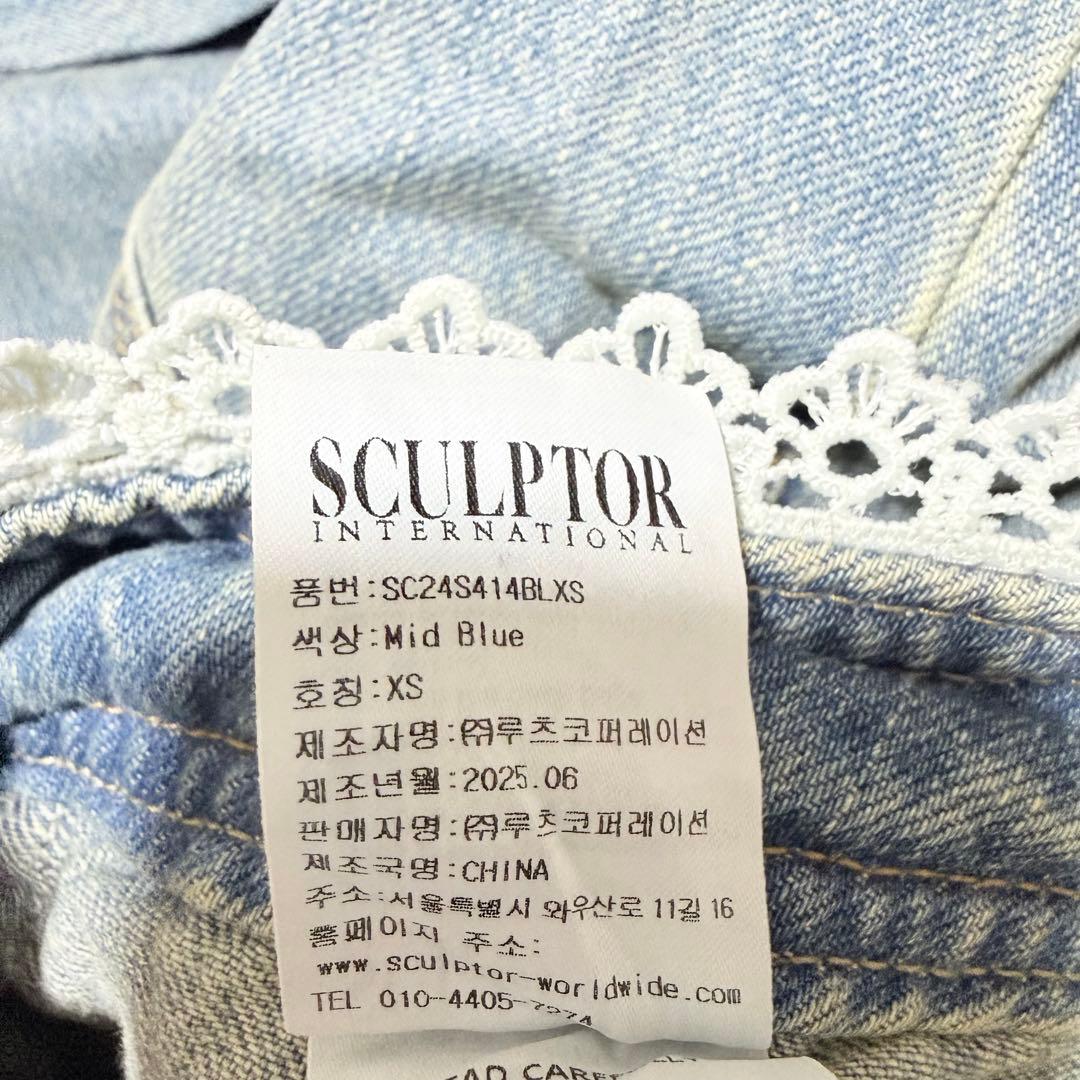 SCULPTOR
INTERNATIONAL
품번:SC24S414BLXS
색상:Mid Blue
호칭:XS
제조자명:㈜루츠코퍼레이션
제조년월:2025.06
판매자명:㈜루츠코퍼레이션
제조국명:CHINA
주소:서울특별시 와우산로 11길 16
홈페이지 주소:
www.sculptor-worldwide.com
TEL 010-4405-